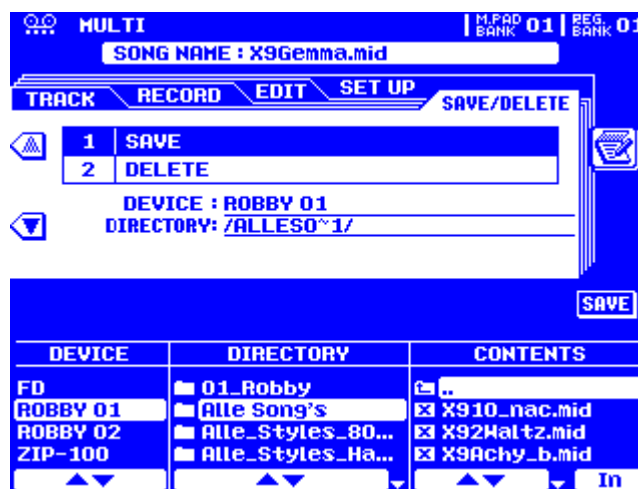 MULTI M.PAD BANK 01 REG. BANK 01
SONG NAME : X9Gemma.mid
TRACK RECORD EDIT SET UP SAVE/DELETE
1 SAVE
2 DELETE
DEVICE : ROBBY 01
DIRECTORY: /ALLESO~1/
SAVE
DEVICE DIRECTORY CONTENTS
FD 01_Robby ..
ROBBY 01 Alle Song's X910_nac.mid
ROBBY 02 Alle_Styles_80... X92Waltz.mid
ZIP-100 Alle_Styles_Ha... X9Achy_b.mid
In